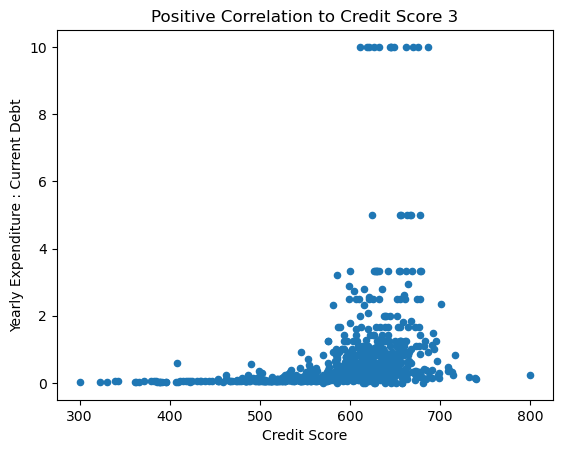 Positive Correlation to Credit Score 3
Yearly Expenditure : Current Debt
10
8
6
4
2
0
300 400 500 600 700 800
Credit Score